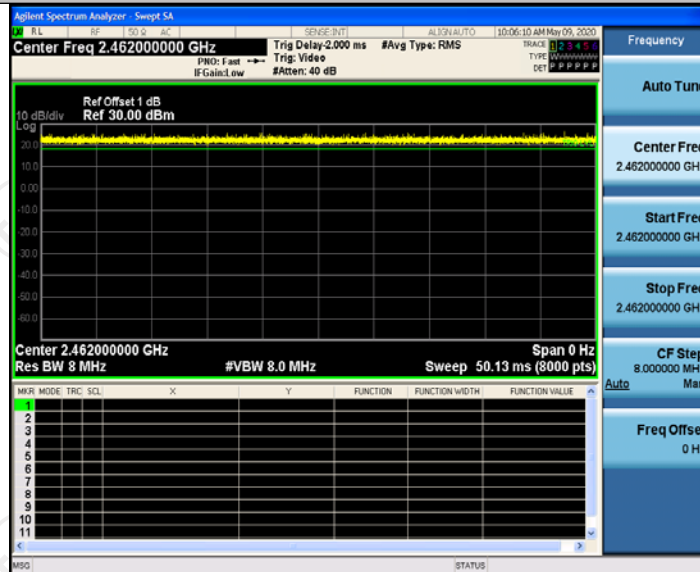 Agilent Spectrum Analyzer - Swept SA
RL RF 50 Ω AC SENSE:INT ALIGNAUTO 10:06:10 AM May 09, 2020
Center Freq 2.462000000 GHz
PNO: Fast
IFGain:Low
Trig Delay-2.000 ms
Trig: Video
#Atten: 40 dB
#Avg Type: RMS
TRACE 1 2 3 4 5 6
TYPE
DET P P P P P P
Frequency
Auto Tune
Center Fre
2.462000000 GH
Start Fre
2.462000000 GH
Stop Fre
2.462000000 GH
CF Step
8.000000 MH
Auto Ma
Freq Offse
0 H
Ref Offset 1 dB
10 dB/div Ref 30.00 dBm
Log
20.0
10.0
0.00
-10.0
-20.0
-30.0
-40.0
-50.0
-60.0
Center 2.462000000 GHz Span 0 Hz
Res BW 8 MHz #VBW 8.0 MHz Sweep 50.13 ms (8000 pts)
MKR MODE TRC SCL X Y FUNCTION FUNCTION WIDTH FUNCTION VALUE
1
2
3
4
5
6
7
8
9
10
11
MSG STATUS